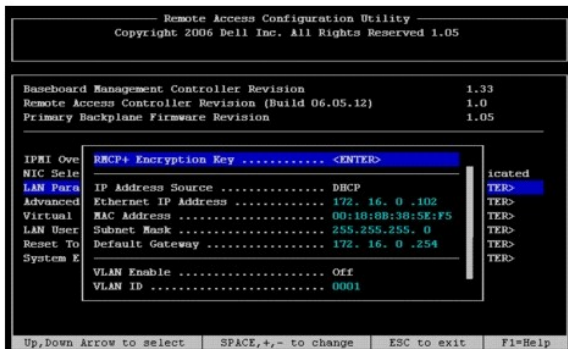 Remote Access Configuration Utility
Copyright 2006 Dell Inc. All Rights Reserved 1.05
Baseboard Management Controller Revision 1.33
Remote Access Controller Revision (Build 06.05.12) 1.0
Primary Backplane Firmware Revision 1.05
IPMI Ove
RMCP+ Encryption Key ............ <ENTER>
NIC Sele icated
LAN Para IP Address Source ............... DHCP TER>
Advanced Ethernet IP Address ............. 172. 16. 0 .102 TER>
Virtual MAC Address ..................... 00:18:8B:38:5E:F5 TER>
LAN User Subnet Mask ..................... 255.255.255. 0 TER>
Reset To Default Gateway ................. 172. 16. 0 .254 TER>
System E TER>
VLAN Enable ..................... Off
VLAN ID ......................... 0001
Up,Down Arrow to select SPACE,+,- to change ESC to exit F1=Help